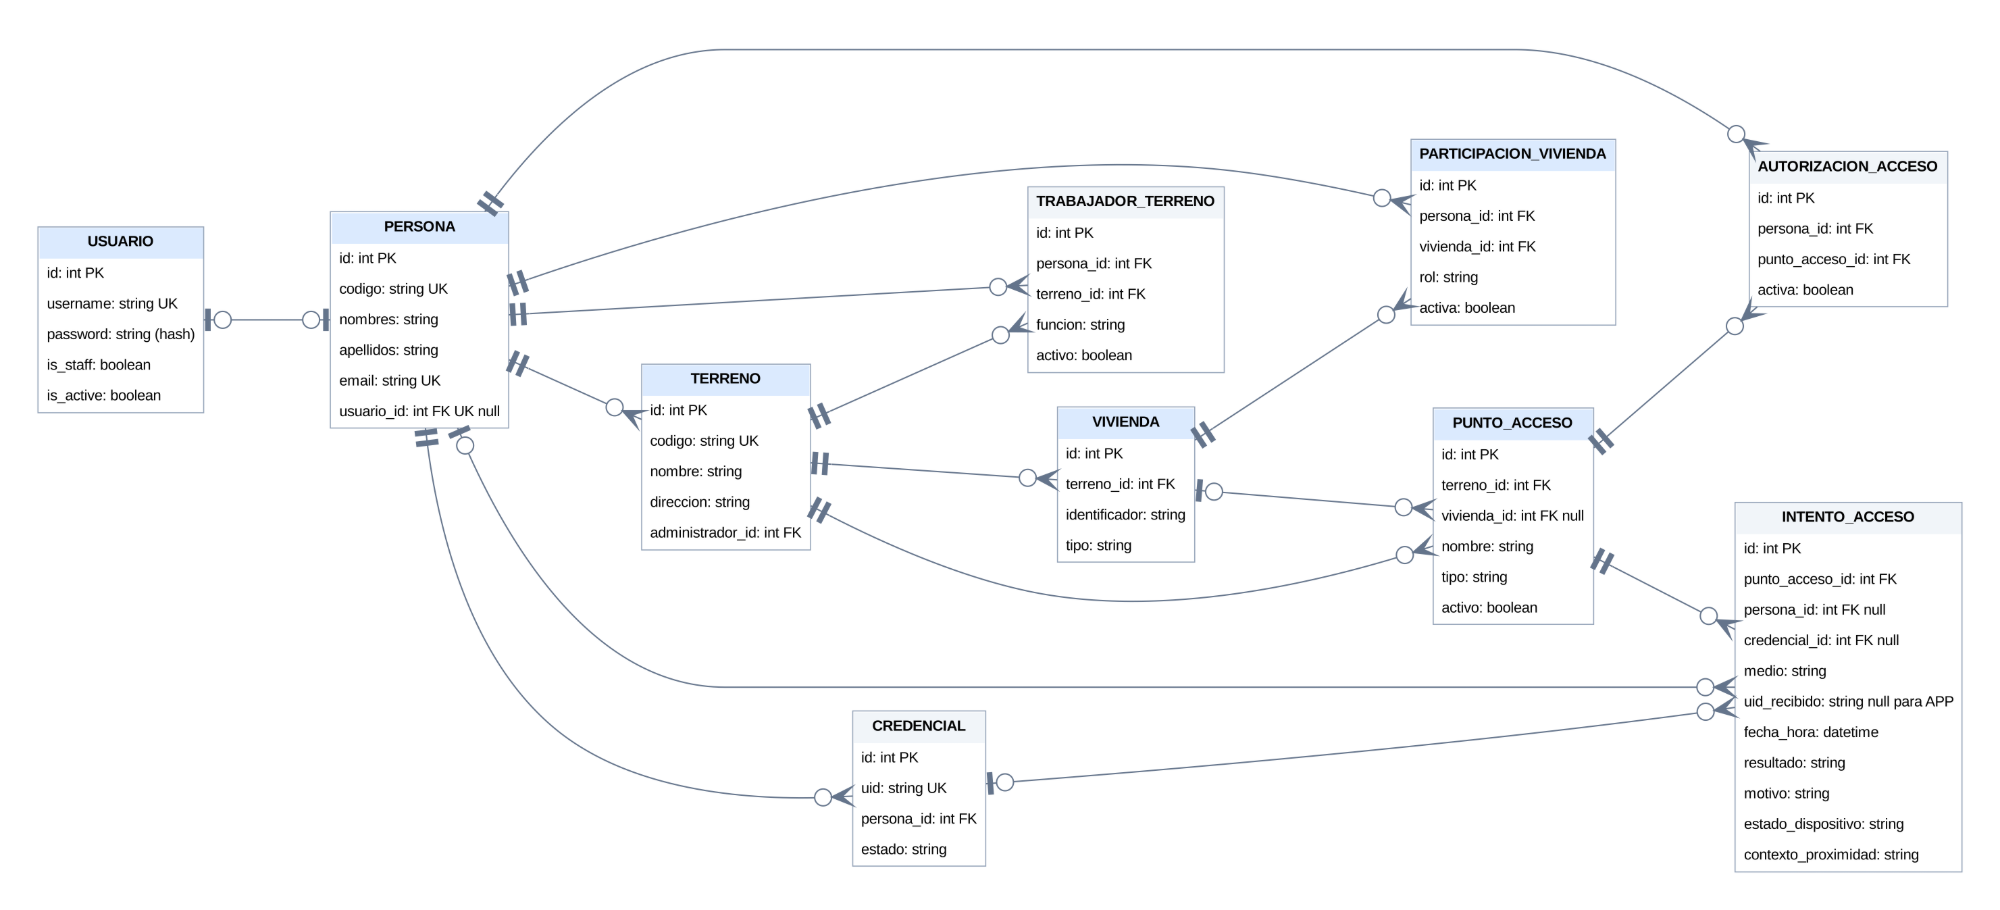 USUARIO
id: int PK
username: string UK
password: string (hash)
is_staff: boolean
is_active: boolean
PERSONA
id: int PK
codigo: string UK
nombres: string
apellidos: string
email: string UK
usuario_id: int FK UK null
TERRENO
id: int PK
codigo: string UK
nombre: string
direccion: string
administrador_id: int FK
CREDENCIAL
id: int PK
uid: string UK
persona_id: int FK
estado: string
TRABAJADOR_TERRENO
id: int PK
persona_id: int FK
terreno_id: int FK
funcion: string
activo: boolean
VIVIENDA
id: int PK
terreno_id: int FK
identificador: string
tipo: string
PARTICIPACION_VIVIENDA
id: int PK
persona_id: int FK
vivienda_id: int FK
rol: string
activa: boolean
PUNTO_ACCESO
id: int PK
terreno_id: int FK
vivienda_id: int FK null
nombre: string
tipo: string
activo: boolean
AUTORIZACION_ACCESO
id: int PK
persona_id: int FK
punto_acceso_id: int FK
activa: boolean
INTENTO_ACCESO
id: int PK
punto_acceso_id: int FK
persona_id: int FK null
credencial_id: int FK null
medio: string
uid_recibido: string null para APP
fecha_hora: datetime
resultado: string
motivo: string
estado_dispositivo: string
contexto_proximidad: string